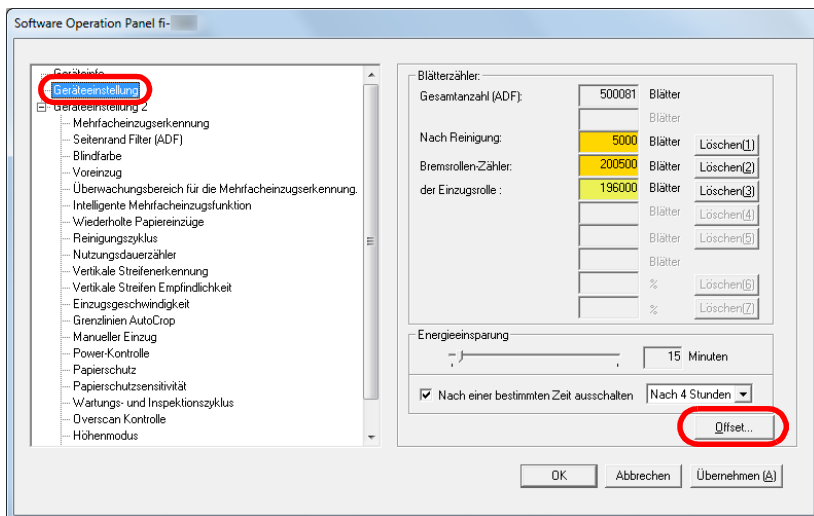 Software Operation Panel fi-
Geräteinfo
Geräteeinstellung
Geräteeinstellung 2
Mehrfacheinzugserkennung
Seitenrand Filter (ADF)
Blindfarbe
Voreinzug
Überwachungsbereich für die Mehrfacheinzugserkennung.
Intelligente Mehrfacheinzugsfunktion
Wiederholte Papiereinzüge
Reinigungszyklus
Nutzungsdauerzähler
Vertikale Streifenerkennung
Vertikale Streifen Empfindlichkeit
Einzugsgeschwindigkeit
Grenzlinien AutoCrop
Manueller Einzug
Power-Kontrolle
Papierschutz
Papierschutzsensitivität
Wartungs- und Inspektionszyklus
Overscan Kontrolle
Höhenmodus
Blätterzähler:
Gesamtanzahl (ADF): 500081 Blätter
Blätter
Nach Reinigung: 5000 Blätter Löschen(1)
Bremsrollen-Zähler: 200500 Blätter Löschen(2)
der Einzugsrolle : 196000 Blätter Löschen(3)
Blätter Löschen(4)
Blätter Löschen(5)
Blätter
% Löschen(6)
% Löschen(7)
Energieeinsparung
15 Minuten
Nach einer bestimmten Zeit ausschalten Nach 4 Stunden
Offset...
OK Abbrechen Übernehmen (A)